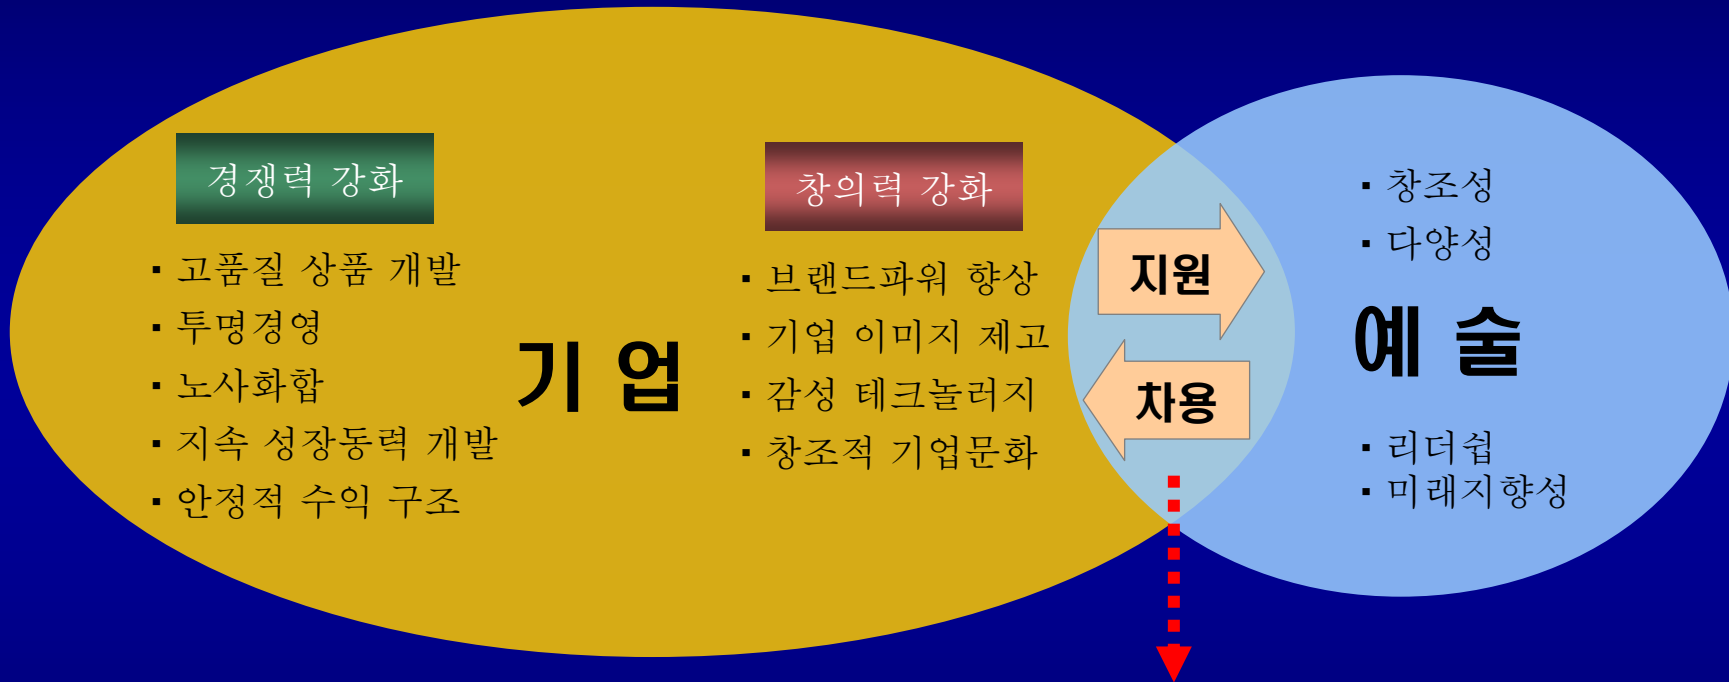 경쟁력 강화
▪ 고품질 상품 개발
▪ 투명경영
▪ 노사화합
▪ 지속 성장동력 개발
▪ 안정적 수익 구조
기 업
창의력 강화
▪ 브랜드파워 향상
▪ 기업 이미지 제고
▪ 감성 테크놀러지
▪ 창조적 기업문화
지원
차용
▪ 창조성
▪ 다양성
예 술
▪ 리더쉽
▪ 미래지향성